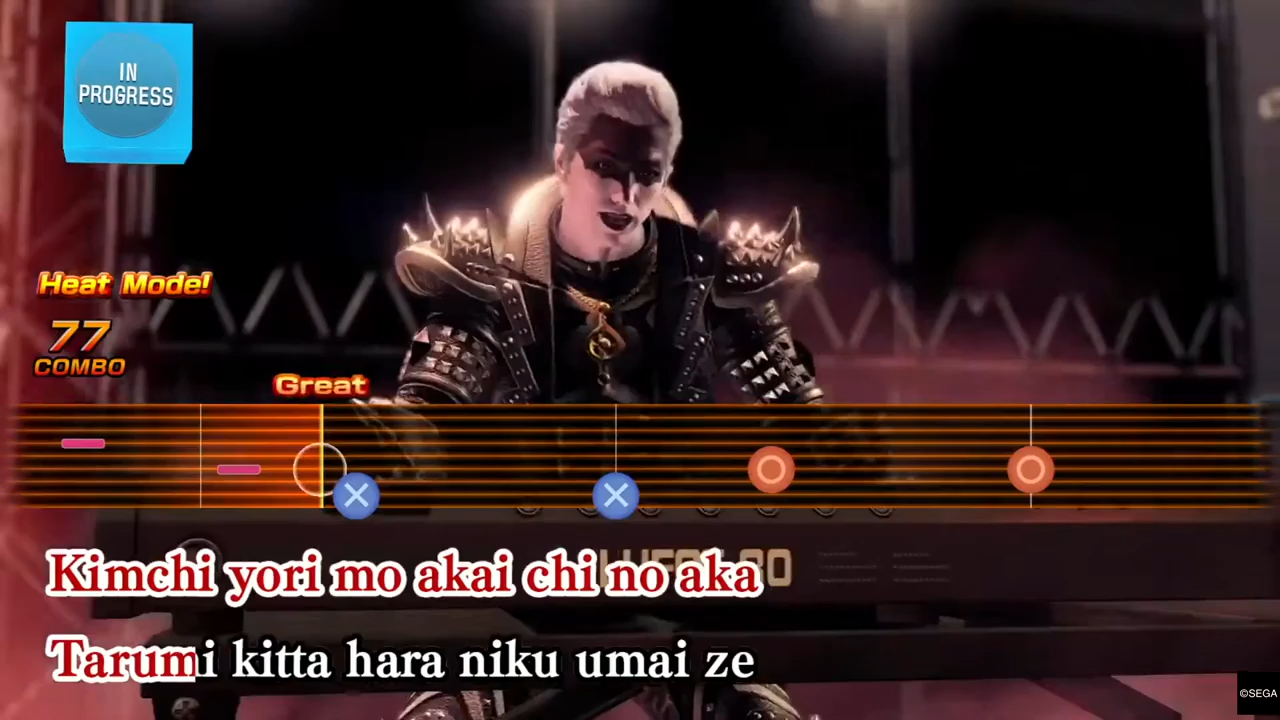 IN
PROGRESS
Heat Mode!
77
COMBO
Great
Kimchi yori mo akai chi no aka
Tarumi kitta hara niku umai ze
©SEGA